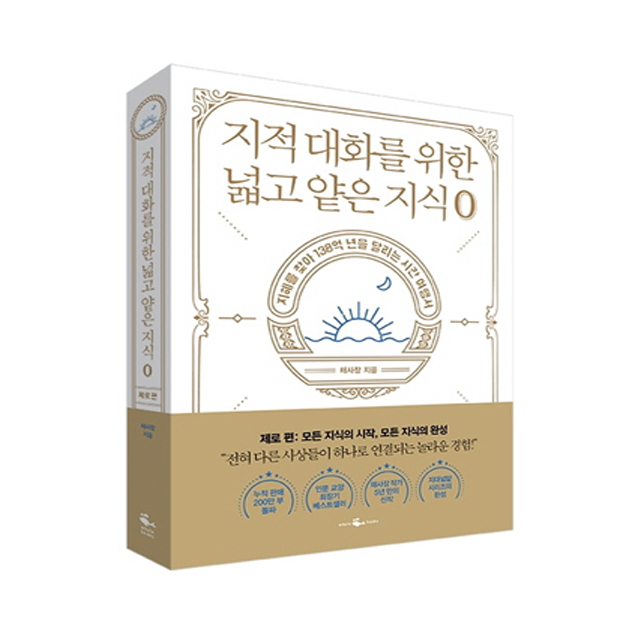 지적 대화를 위한
넓고 얕은 지식 0
지혜를 찾아 138억 년을 달리는 시간 여행서
채사장 지음
제로 편: 모든 지식의 시작, 모든 지식의 완성
“전혀 다른 사상들이 하나로 연결되는 놀라운 경험!”
누적 판매
200만 부
돌파
인문 교양
최장기
베스트셀러
채사장 작가
5년 만의
신작
지대넓얕
시리즈의
완성
지적 대화를 위한 넓고 얕은 지식 0
제로 편
채사장
지음